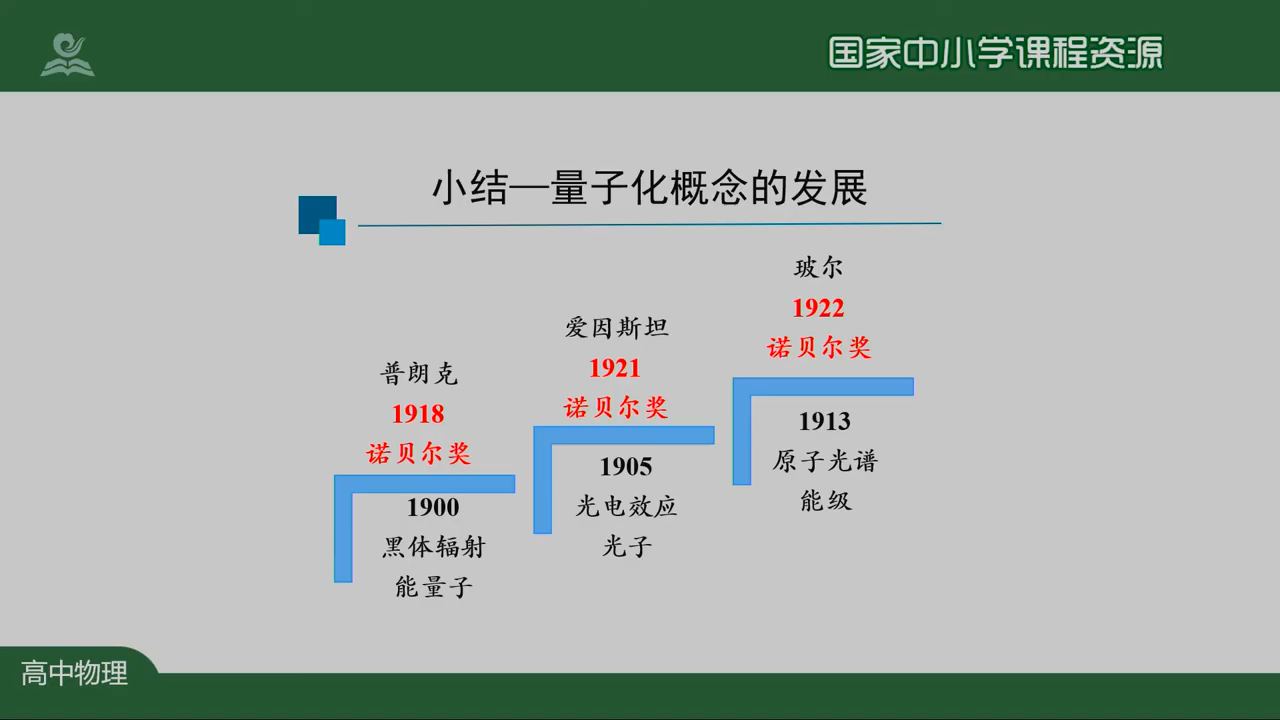 国家中小学课程资源
小结—量子化概念的发展
普朗克
1918
诺贝尔奖
1900
黑体辐射
能量子
爱因斯坦
1921
诺贝尔奖
1905
光电效应
光子
玻尔
1922
诺贝尔奖
1913
原子光谱
能级
高中物理